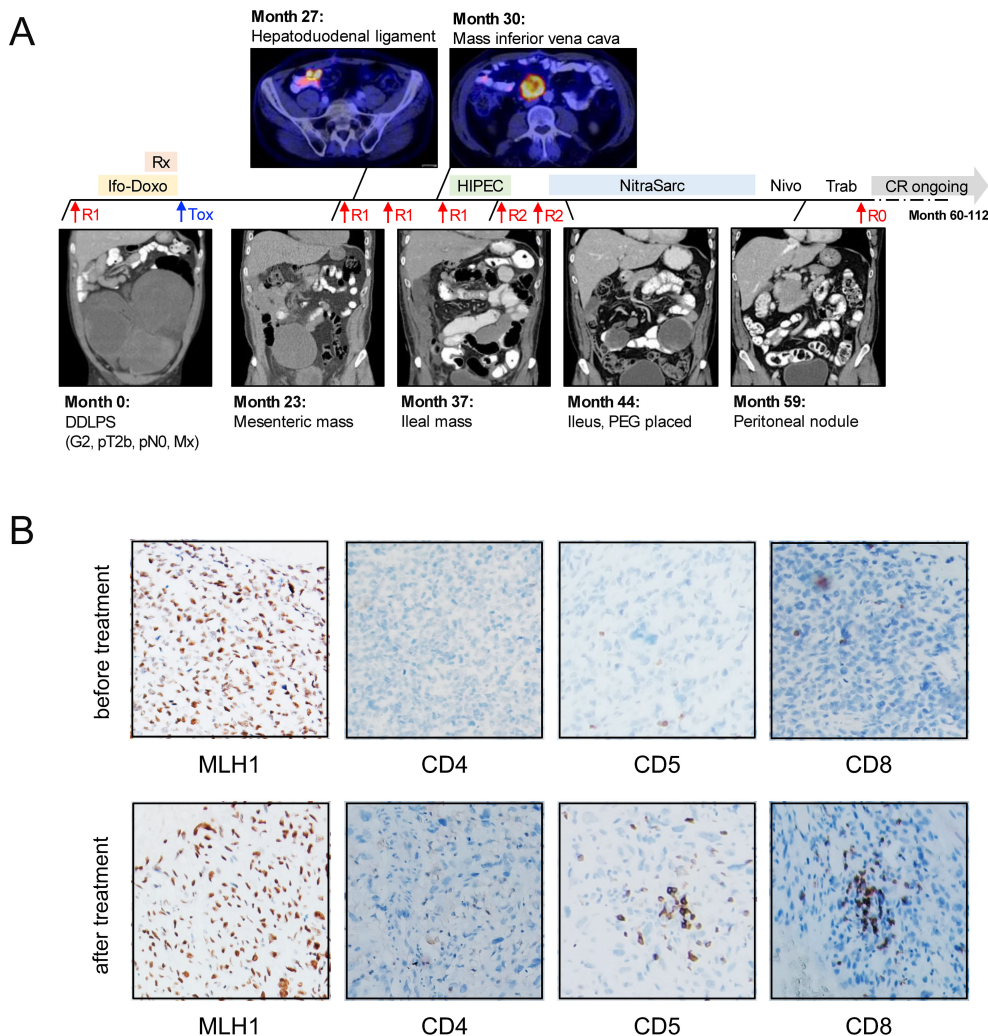 A
Month 27:
Hepatoduodenal ligament
Month 30:
Mass inferior vena cava
Rx
Ifo-Doxo
HIPEC
NitraSarc
Nivo
Trab
CR ongoing
R1
Tox
R1
R1
R1
R2
R2
R0
Month 60-112
Month 0:
DDLPS
(G2, pT2b, pN0, Mx)
Month 23:
Mesenteric mass
Month 37:
Ileal mass
Month 44:
Ileus, PEG placed
Month 59:
Peritoneal nodule
B
before treatment
MLH1
CD4
CD5
CD8
after treatment
MLH1
CD4
CD5
CD8